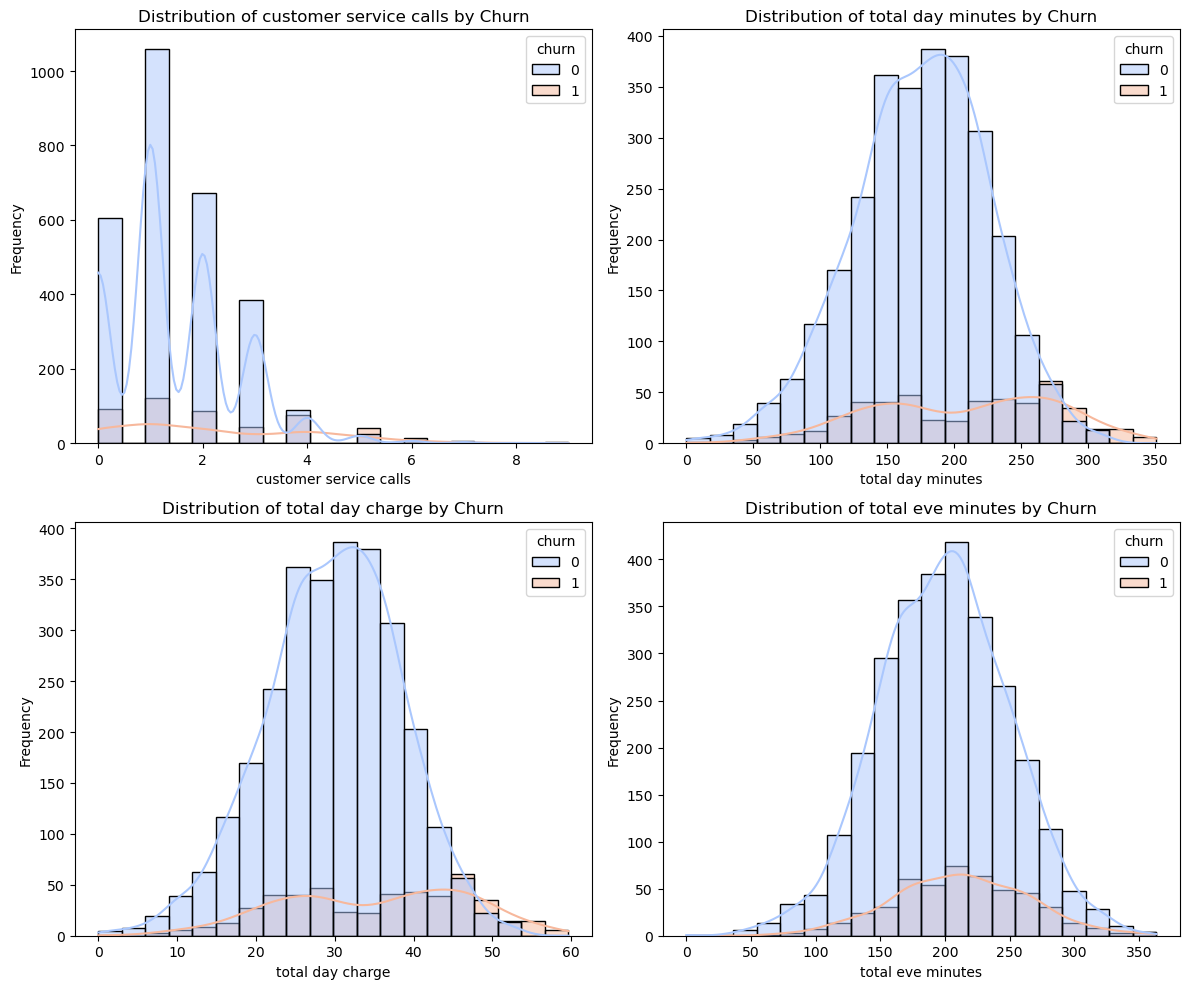 Distribution of customer service calls by Churn
churn
0
1
1000
800
600
400
200
0
Frequency
0 2 4 6 8
customer service calls
Distribution of total day minutes by Churn
churn
0
1
400
350
300
250
200
150
100
50
0
Frequency
0 50 100 150 200 250 300 350
total day minutes
Distribution of total day charge by Churn
churn
0
1
400
350
300
250
200
150
100
50
0
Frequency
0 10 20 30 40 50 60
total day charge
Distribution of total eve minutes by Churn
churn
0
1
400
350
300
250
200
150
100
50
0
Frequency
0 50 100 150 200 250 300 350
total eve minutes